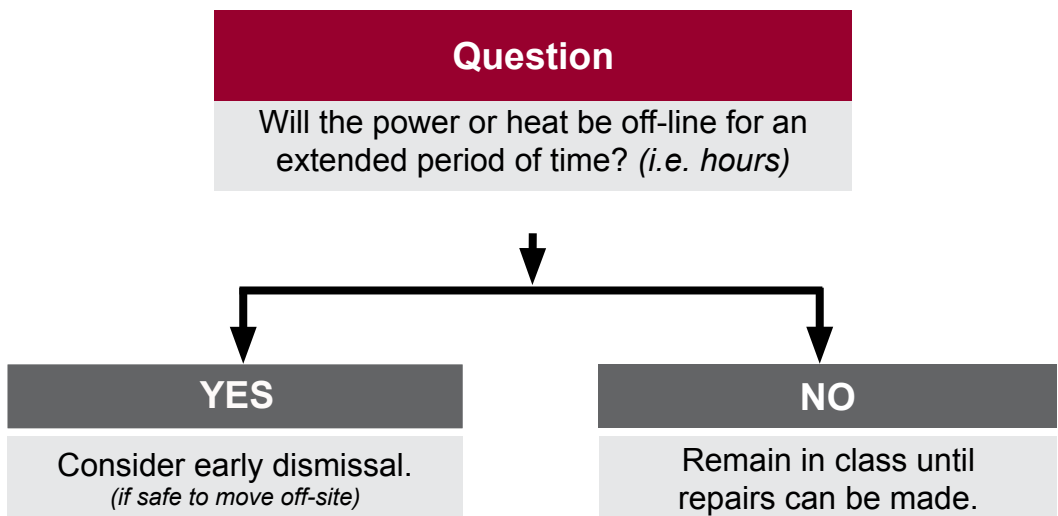 Question
Will the power or heat be off-line for an
extended period of time? (i.e. hours)
YES
Consider early dismissal.
(if safe to move off-site)
NO
Remain in class until
repairs can be made.